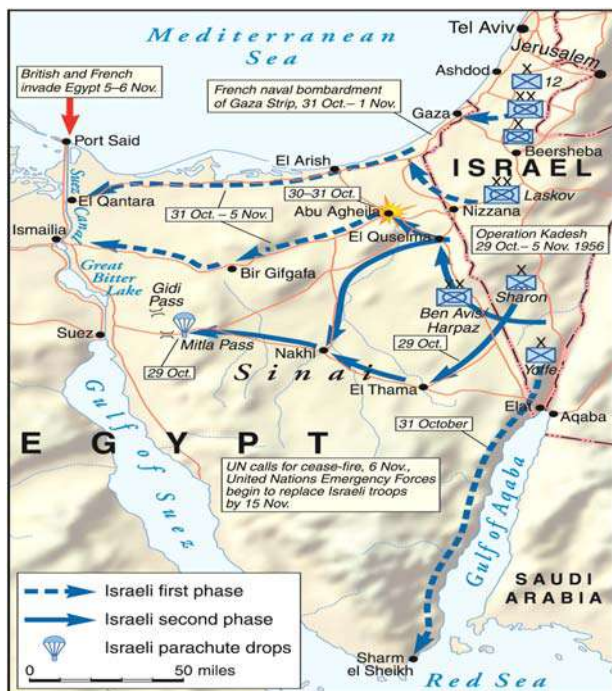 Mediterranean
Sea
Tel Aviv
Jerusalem
Ashdod
X
12
XX
X
British and French
invade Egypt 5–6 Nov.
French naval bombardment
of Gaza Strip, 31 Oct.– 1 Nov.
Gaza
Port Said
Beersheba
ISRAEL
El Arish
XX
Laskov
30–31 Oct.
Suez Canal
El Qantara
31 Oct. – 5 Nov.
Abu Agheila
Nizzana
Ismailia
El Quselma
Operation Kadesh
29 Oct.– 5 Nov. 1956
Great
Bitter
Lake
Bir Gifgafa
X
Sharon
Gidi
Pass
X
Ben Avis/
Harpaz
Suez
Mitla Pass
29 Oct.
X
Yoffe
29 Oct.
Nakhl
Sinai
El Thama
Elat
Aqaba
31 October
EGYPT
Gulf of Suez
UN calls for cease-fire, 6 Nov.,
United Nations Emergency Forces
begin to replace Israeli troops
by 15 Nov.
Gulf of Aqaba
SAUDI
ARABIA
Israeli first phase
Israeli second phase
Israeli parachute drops
0
50 miles
Sharm
el Sheikh
Red Sea